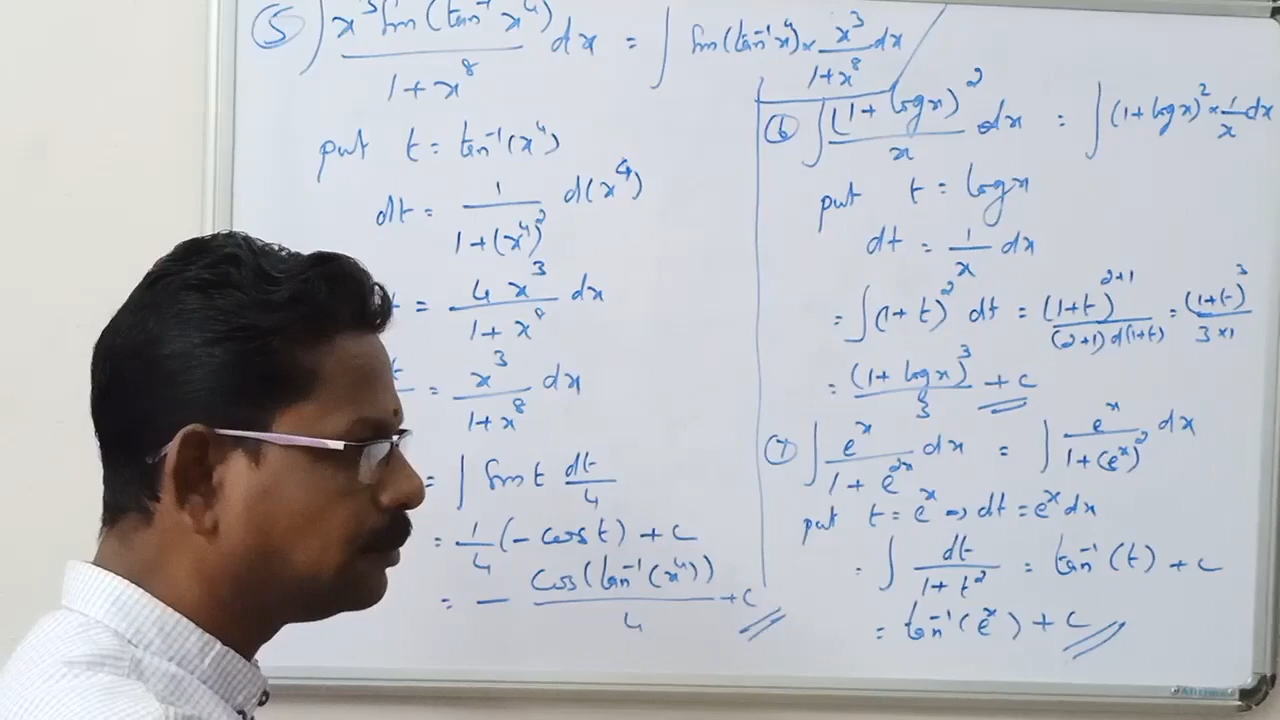 ⑤ ∫ x³ sin(tan⁻¹ x⁴) / 1+x⁸ dx = ∫ sin(tan⁻¹x⁴) × x³/1+x⁸ dx
put t = tan⁻¹(x⁴)
dt = 1/1+(x⁴)² d(x⁴)
t = 4x³/1+x⁸ dx
= x³/1+x⁸ dx
= ∫ sin t dt/4
= 1/4 (- cos t) + c
= - cos(tan⁻¹(x⁴))/4 + c
⑥ ∫ (1+logx)²/x dx = ∫ (1+logx)² × 1/x dx
put t = logx
dt = 1/x dx
= ∫ (1+t)² dt = (1+t)²⁺¹/(2+1) d(1+t) = (1+t)³/3×1
= (1+logx)³/3 + c
⑦ ∫ eˣ/1+e²ˣ dx = ∫ eˣ/1+(eˣ)² dx
put t = eˣ ⇒ dt = eˣ dx
= ∫ dt/1+t² = tan⁻¹(t) + c
= tan⁻¹(eˣ) + c